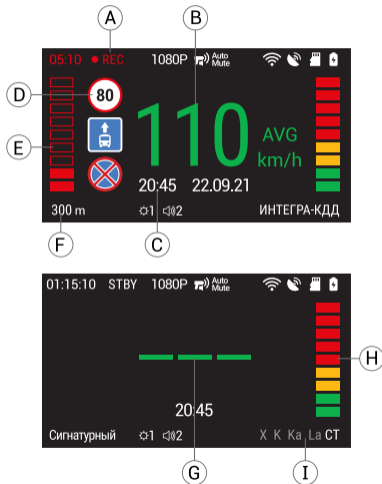 A B
05:10 REC 1080P Auto Mute
D 80
E
110 AVG km/h
20:45 22.09.21
300 m 1 2 ИНТЕГРА-КДД
F C
01:15:10 STBY 1080P Auto Mute
H
20:45
Сигнатурный 1 2 X K Ka La CT
G I